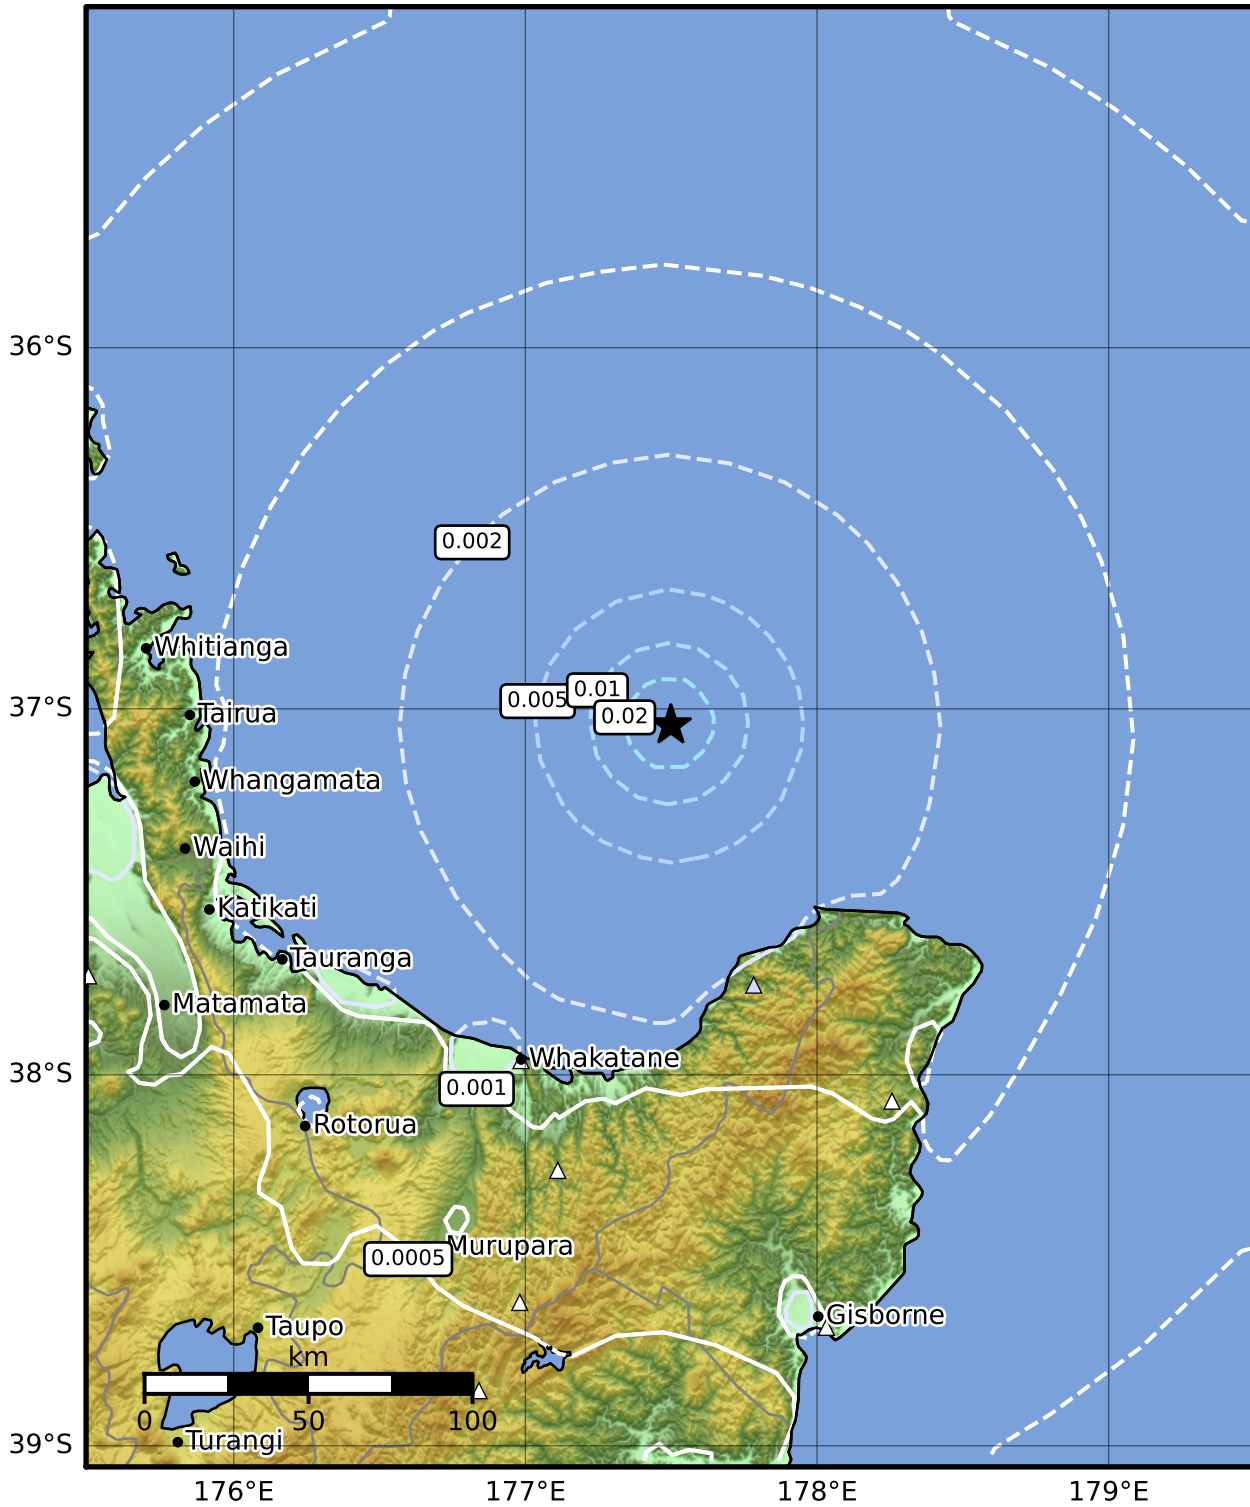 36°S
0.002
Whitianga
0.005
0.01
37°S
Tairua
0.02
Whangamata
Waihi
Katikati
Tauranga
Matamata
Whakatane
38°S
0.001
Rotorua
Murupara
0.0005
Gisborne
Taupo
km
0 50 100
Turangi
39°S
176°E 177°E 178°E 179°E